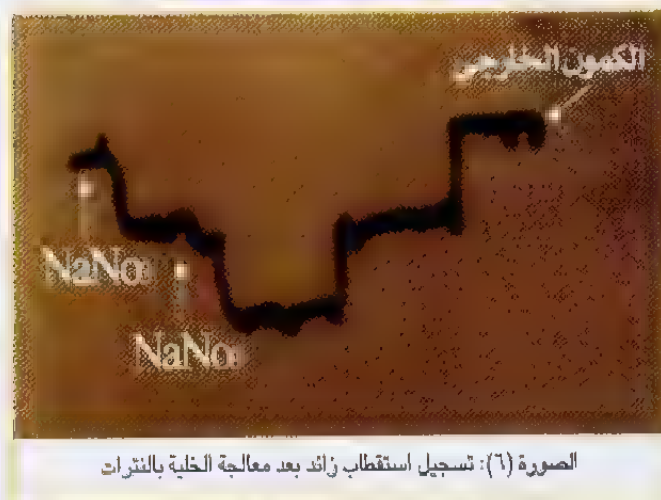 الكمون الخارجي
NaNo₃
NaNo₃
الصورة (٦): تسجيل استقطاب زائد بعد معالجة الخلية بالنترات